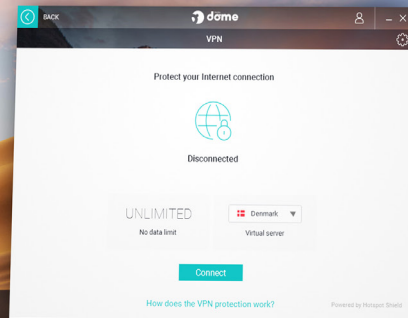 BACK
dome
VPN
Protect your Internet connection
Disconnected
UNLIMITED
No data limit
Denmark
Virtual server
Connect
How does the VPN protection work?
Powered by Hotspot Shield